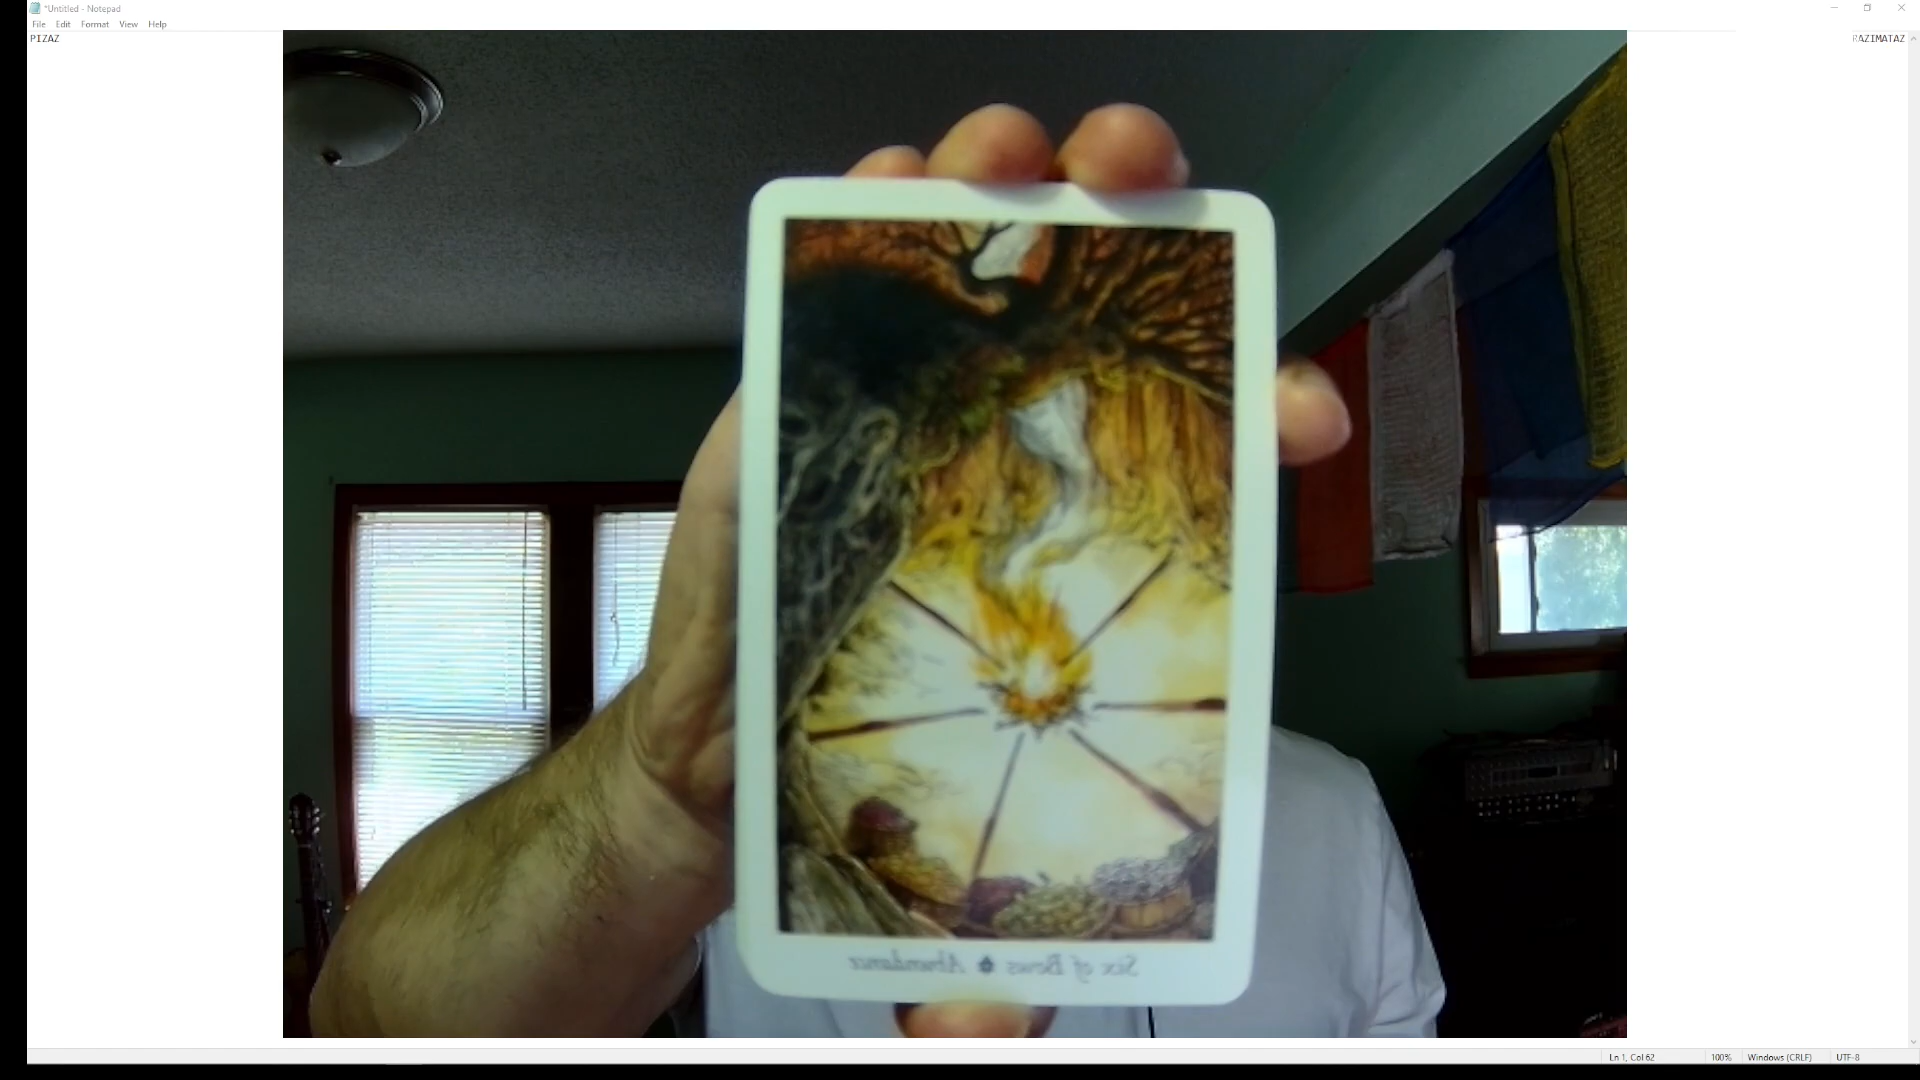 *Untitled - Notepad
File Edit Format View Help
PIZAZ RAZIMATAZ
Six of Bows Abundance
Ln 1, Col 62 100% Windows (CRLF) UTF-8